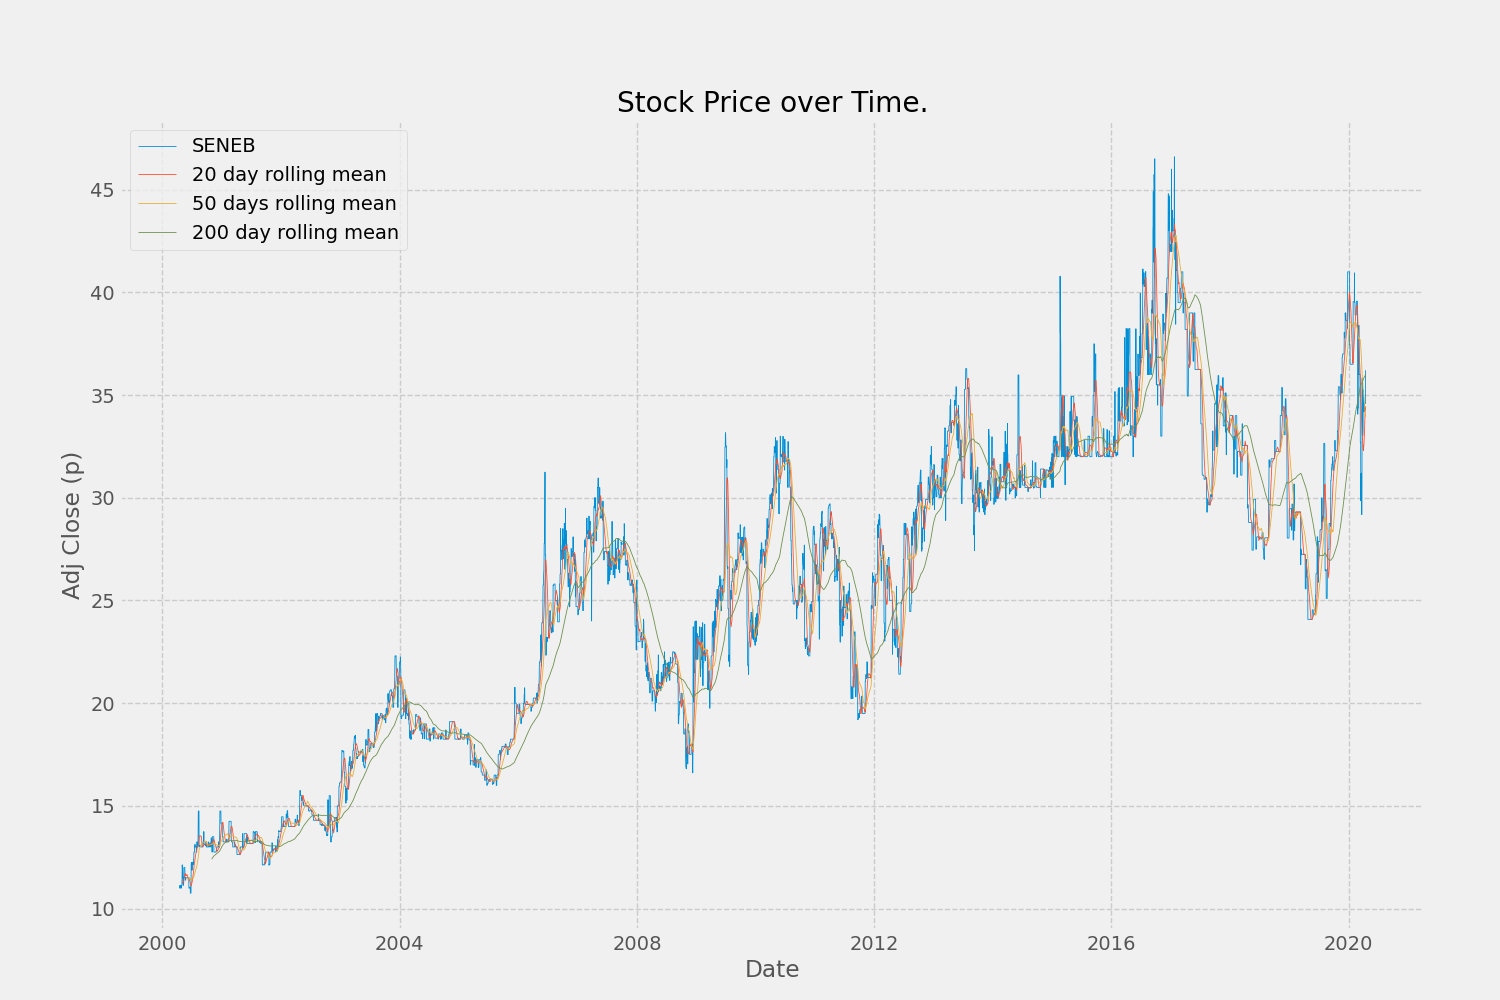 Stock Price over Time.
SENEB
20 day rolling mean
50 days rolling mean
200 day rolling mean
45
40
35
30
25
20
15
10
Adj Close (p)
2000 2004 2008 2012 2016 2020
Date